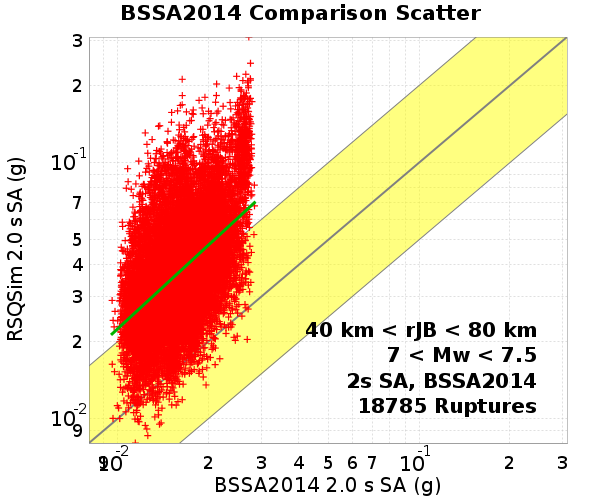 BSSA2014 Comparison Scatter
RSQSim 2.0 s SA (g)
3
2
10-1
7
5
4
3
2
10-2
9
40 km < rJB < 80 km
7 < Mw < 7.5
2s SA, BSSA2014
18785 Ruptures
9 10-2 2 3 4 5 6 7 10-1 2 3
BSSA2014 2.0 s SA (g)